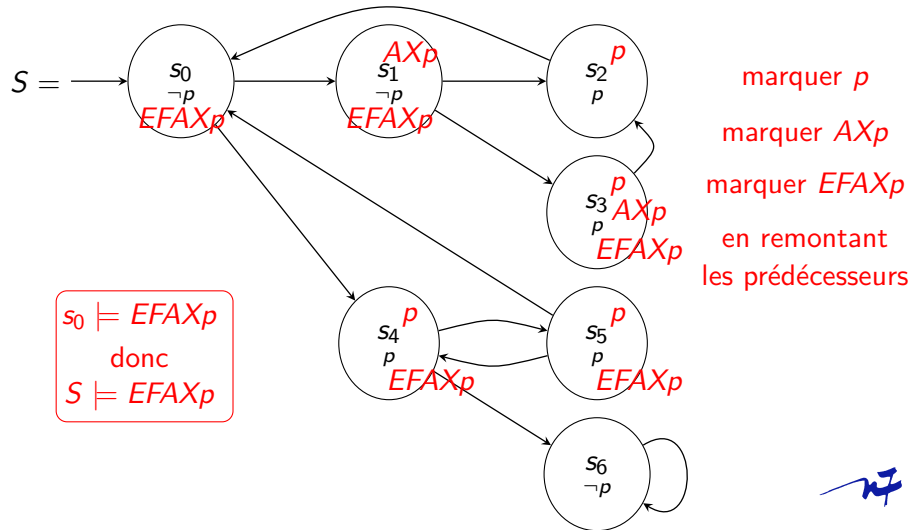 S =
s0
¬p
EFAXp
AXp
s1
¬p
EFAXp
s2 p
p
p
s3 AXp
p
EFAXp
s4 p
p
EFAXp
s5 p
p
EFAXp
s6
¬p
marquer p
marquer AXp
marquer EFAXp
en remontant
les prédécesseurs
s0 ⊨ EFAXp
donc
S ⊨ EFAXp
n7